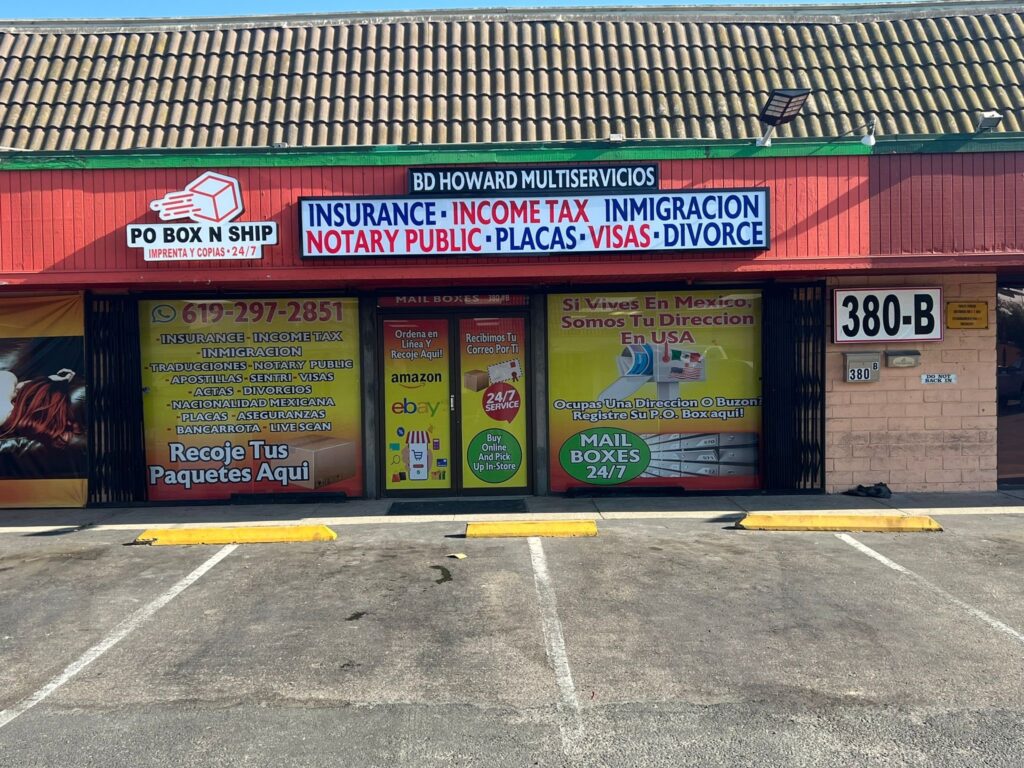 BD HOWARD MULTISERVICIOS
PO BOX N SHIP
IMPRENTA Y COPIAS • 24/7
INSURANCE • INCOME TAX INMIGRACION
NOTARY PUBLIC • PLACAS • VISAS • DIVORCE
619-297-2851
- INSURANCE - INCOME TAX -
- INMIGRACION -
- TRADUCCIONES - NOTARY PUBLIC -
- APOSTILLAS - SENTRI - VISAS -
- ACTAS - DIVORCIOS -
- NACIONALIDAD MEXICANA -
- PLACAS - ASEGURANZAS -
- BANCARROTA - LIVE SCAN -
Recoje Tus
Paquetes Aqui
MAIL BOXES 380-B
Ordena en
Línea Y
Recoje Aqui!
amazon
ebay
Recibimos Tu
Correo Por Ti
24/7
SERVICE
Buy
Online
And Pick
Up In-Store
Si Vives En Mexico,
Somos Tu Direccion
En USA
Ocupas Una Direccion O Buzon?
Registre Su P.O. Box aqui!
MAIL
BOXES
24/7
380-B
380 B
DO NOT
BACK IN